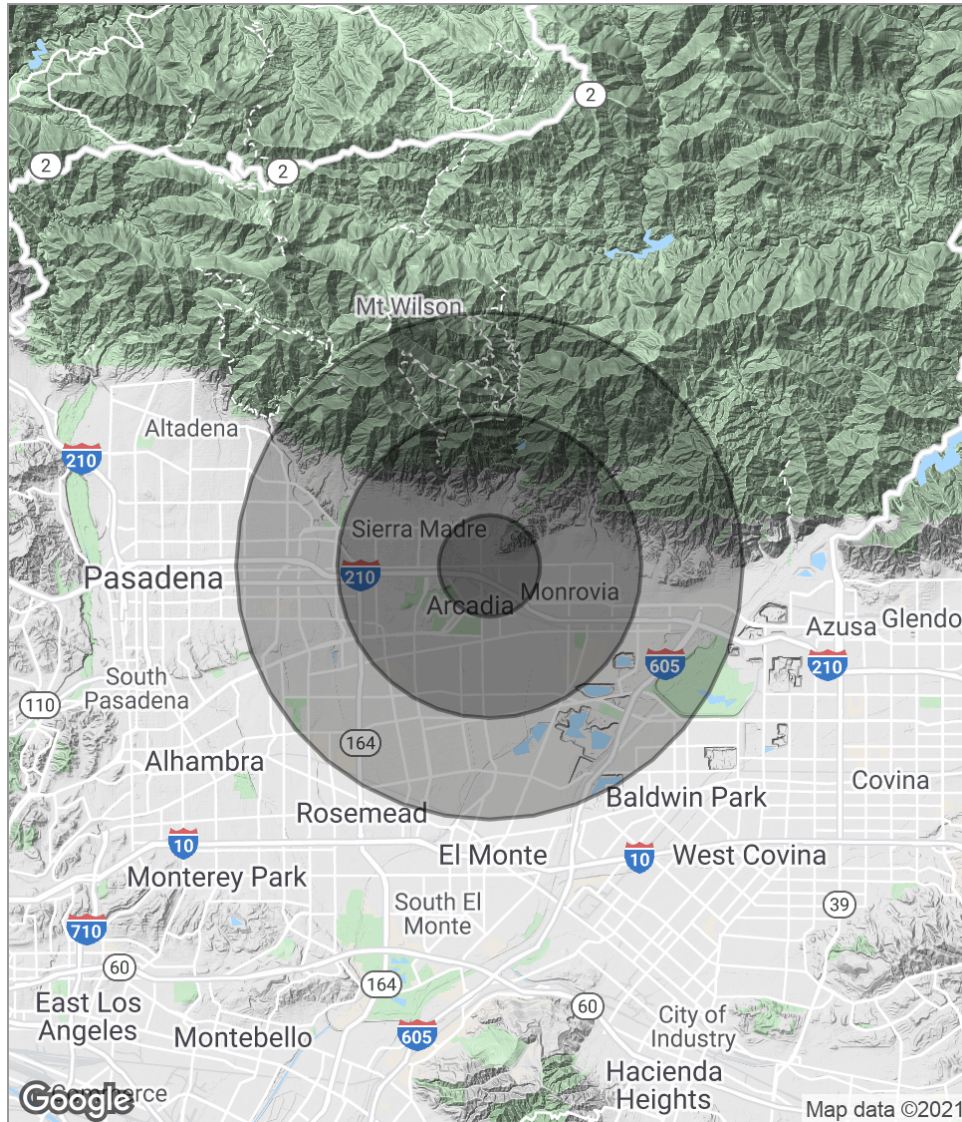 2
2
2
Mt Wilson
Altadena
210
Sierra Madre
Pasadena
210
Monrovia
Arcadia
Azusa
Glendo
605
210
South
Pasadena
110
164
Alhambra
Covina
Baldwin Park
Rosemead
10
El Monte
10
West Covina
Monterey Park
39
South El
Monte
710
60
164
East Los
Angeles
60
City of
Industry
Montebello
605
Hacienda
Heights
Commerce
Google
Map data ©2021